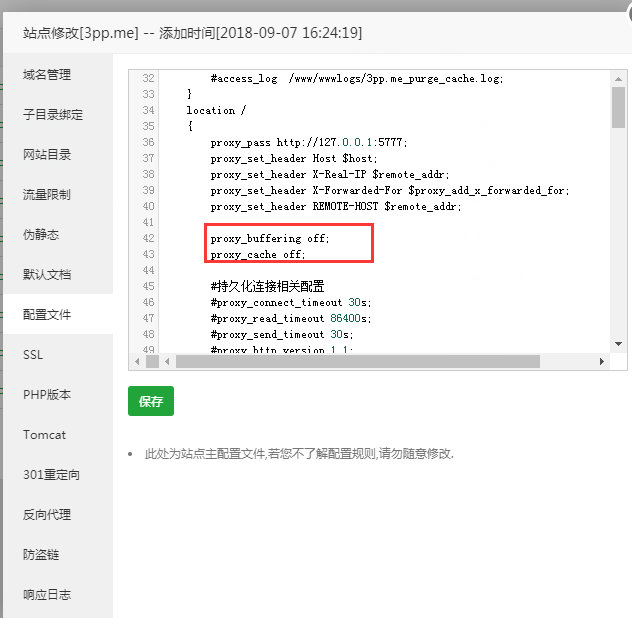 站点修改[3pp.me] -- 添加时间[2018-09-07 16:24:19]
域名管理
子目录绑定
网站目录
流量限制
伪静态
默认文档
配置文件
SSL
PHP版本
Tomcat
301重定向
反向代理
防盗链
响应日志
32 #access_log /www/wwwlogs/3pp.me_purge_cache.log;
33 }
34 location /
35 {
36 proxy_pass http://127.0.0.1:5777;
37 proxy_set_header Host $host;
38 proxy_set_header X-Real-IP $remote_addr;
39 proxy_set_header X-Forwarded-For $proxy_add_x_forwarded_for;
40 proxy_set_header REMOTE-HOST $remote_addr;
41
42 proxy_buffering off;
43 proxy_cache off;
44
45 #持久化连接相关配置
46 #proxy_connect_timeout 30s;
47 #proxy_read_timeout 86400s;
48 #proxy_send_timeout 30s;
49 #proxy_http_version 1.1;
保存
此处为站点主配置文件,若您不了解配置规则,请勿随意修改.